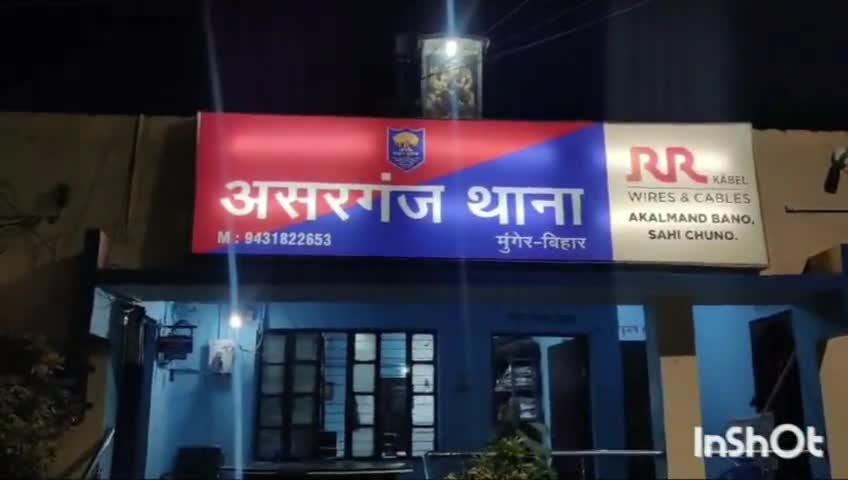 असरगंज थाना
M : 9431822653
मुंगेर-बिहार
RR KABEL
WIRES & CABLES
AKALMAND BANO,
SAHI CHUNO.
InShOt